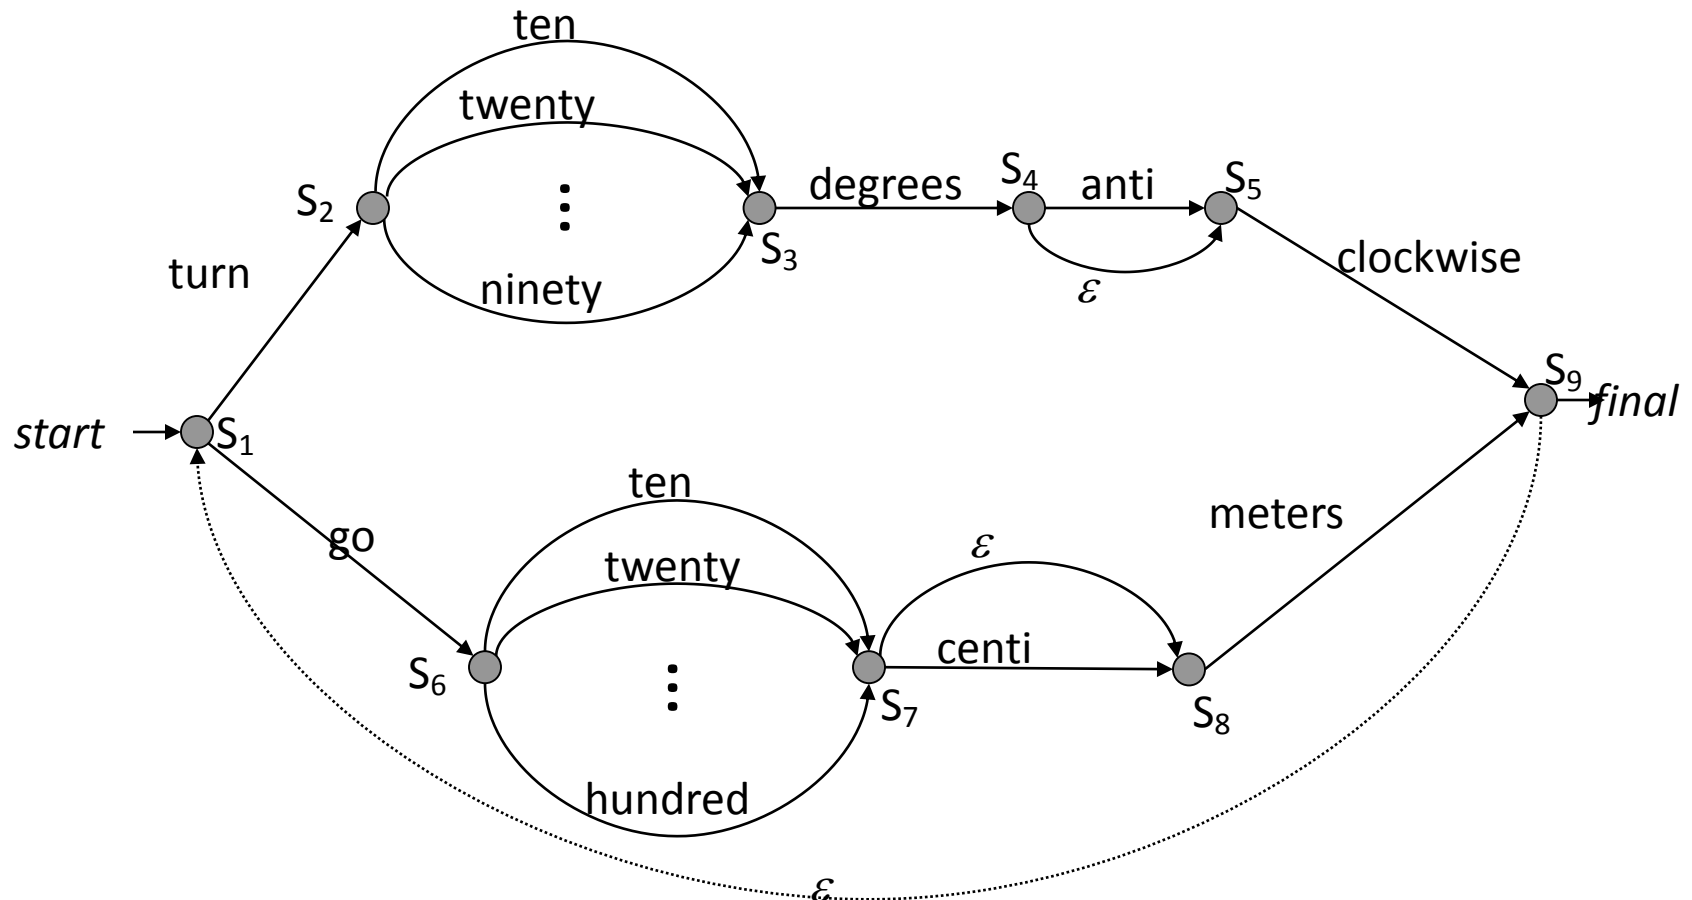 ten
twenty
S2
degrees
S4
anti
S5
S3
turn
ninety
ε
clockwise
S9
final
start
S1
ten
go
twenty
ε
meters
centi
S6
S7
S8
hundred
ε